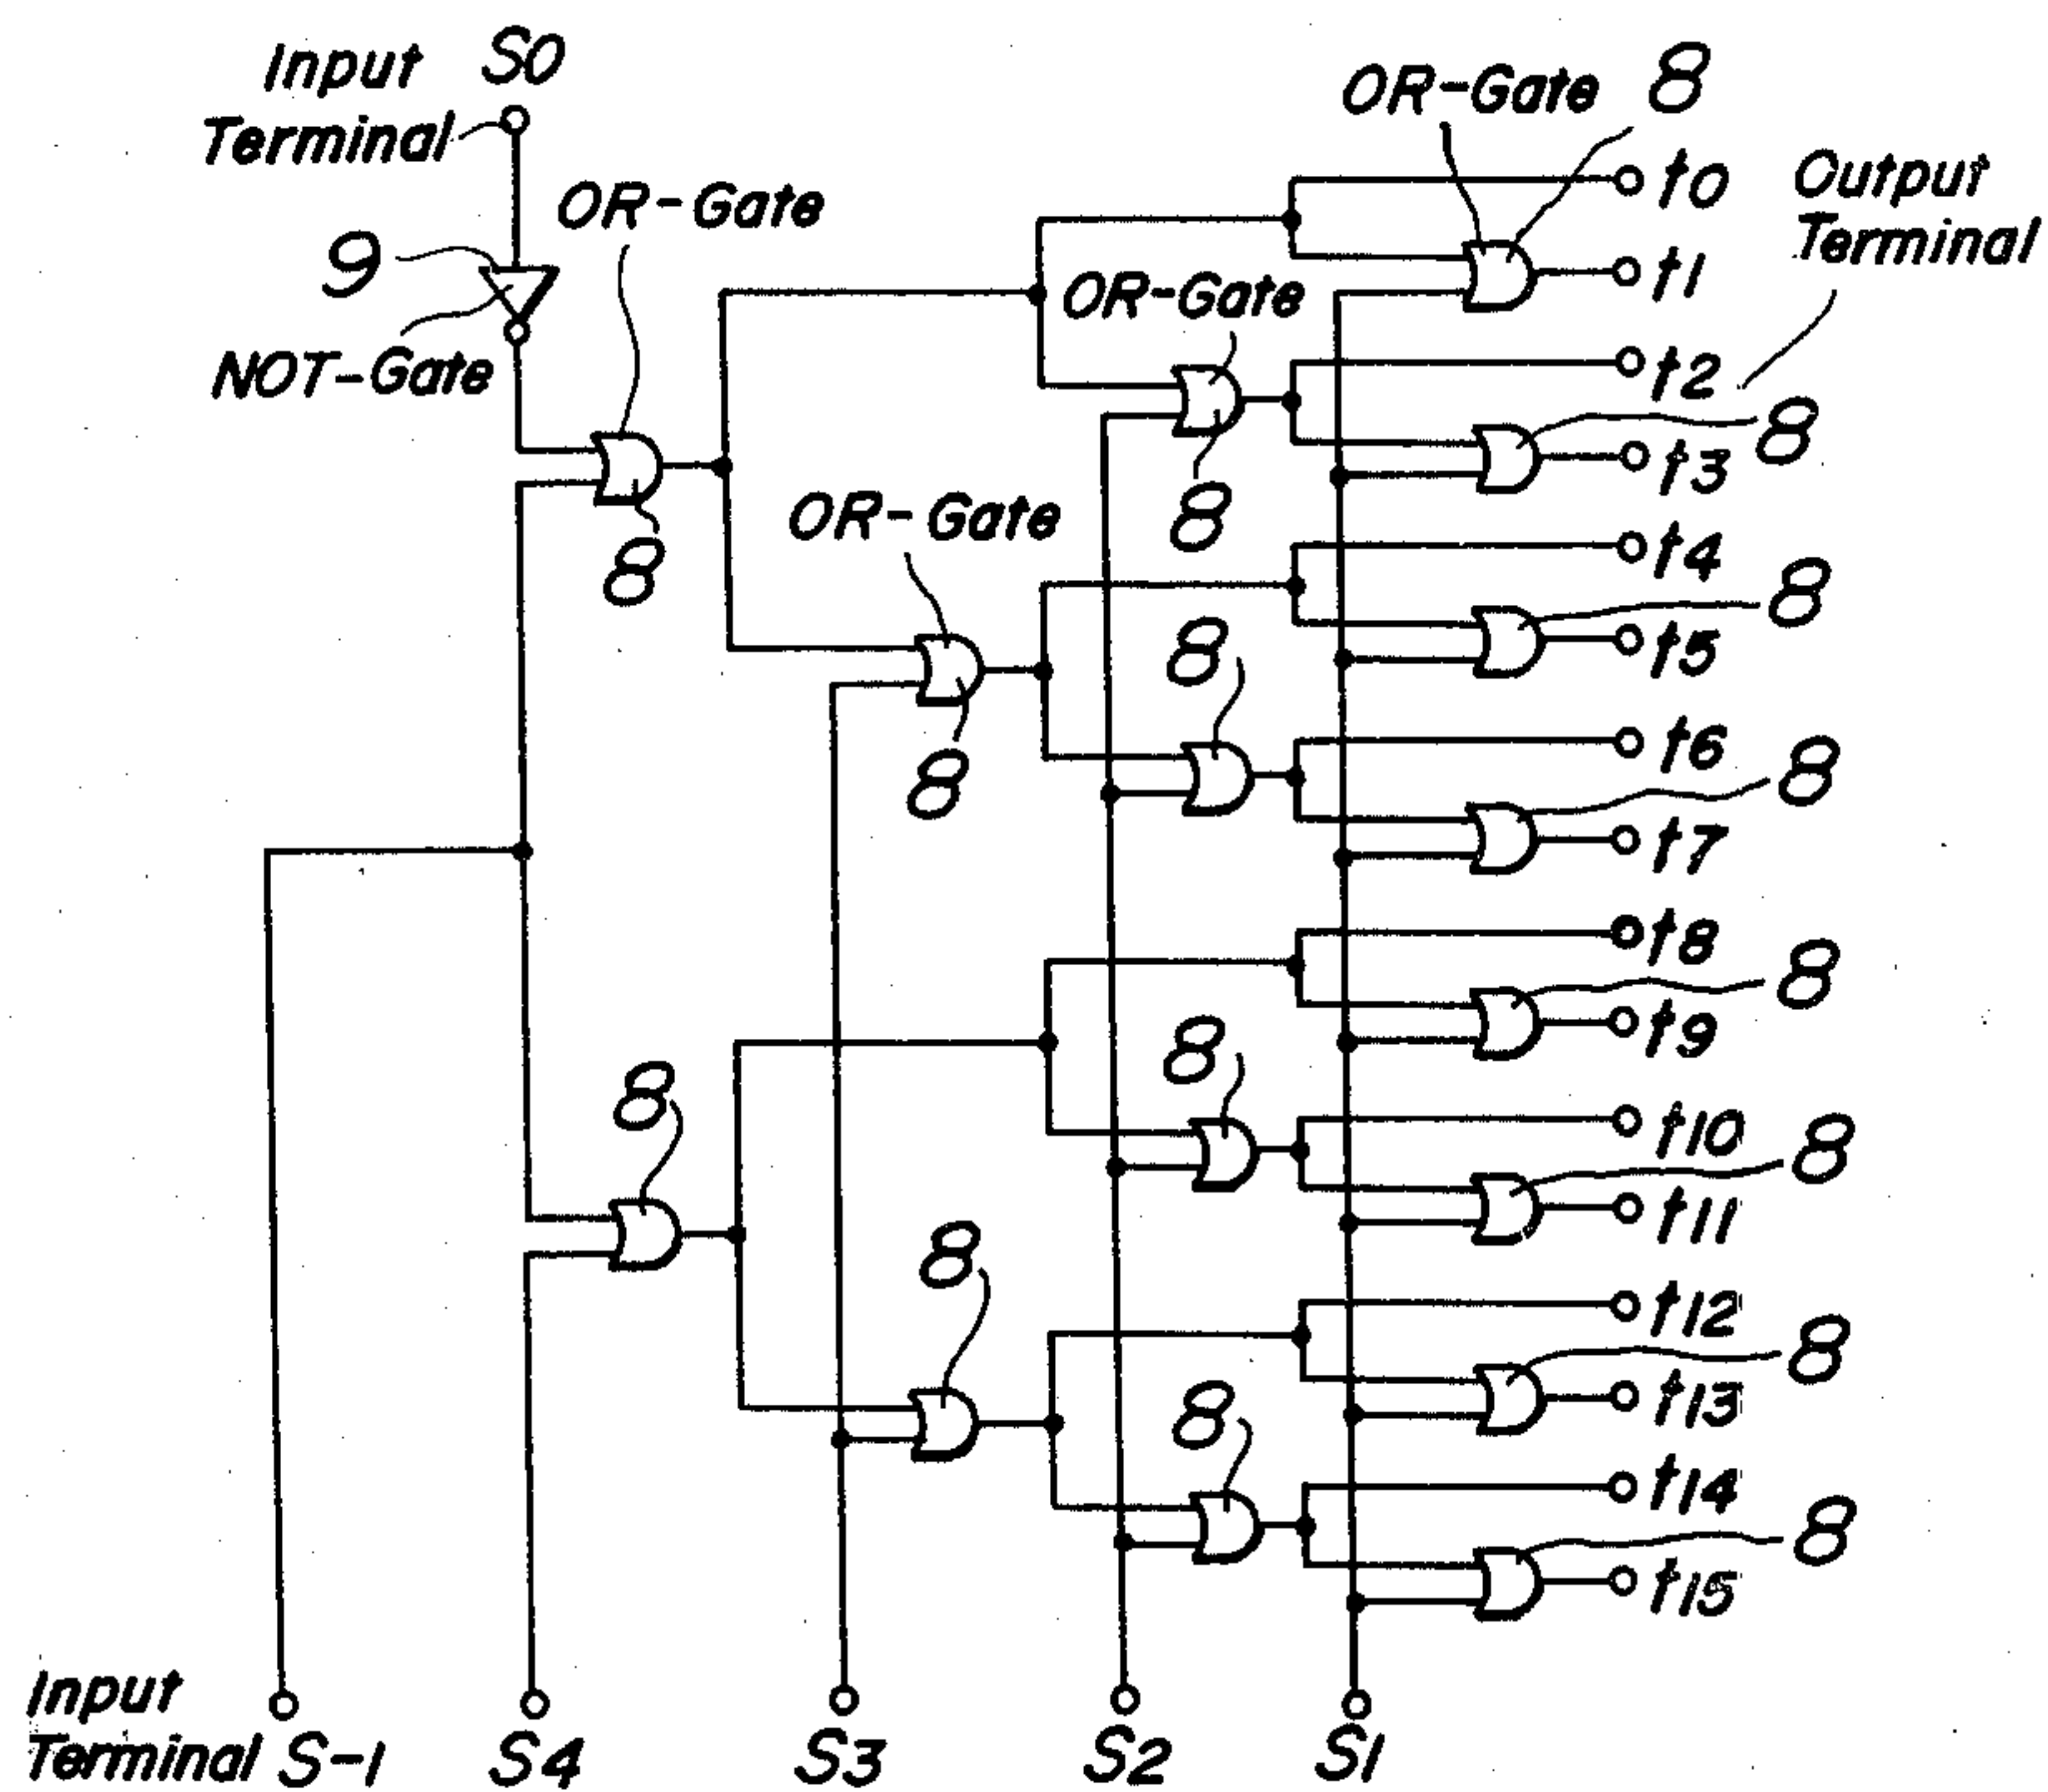 Input S0
Terminal
OR-Gate 8
OR-Gate
t0
Output
Terminal
9
t1
OR-Gate
NOT-Gate
t2
8
t3
8
OR-Gate
8
t4
8
t5
8
8
t6
8
t7
t8
8
t9
8
8
t10
8
t11
8
t12
8
t13
8
t14
8
t15
Input
Terminal S-1
S4
S3
S2
S1